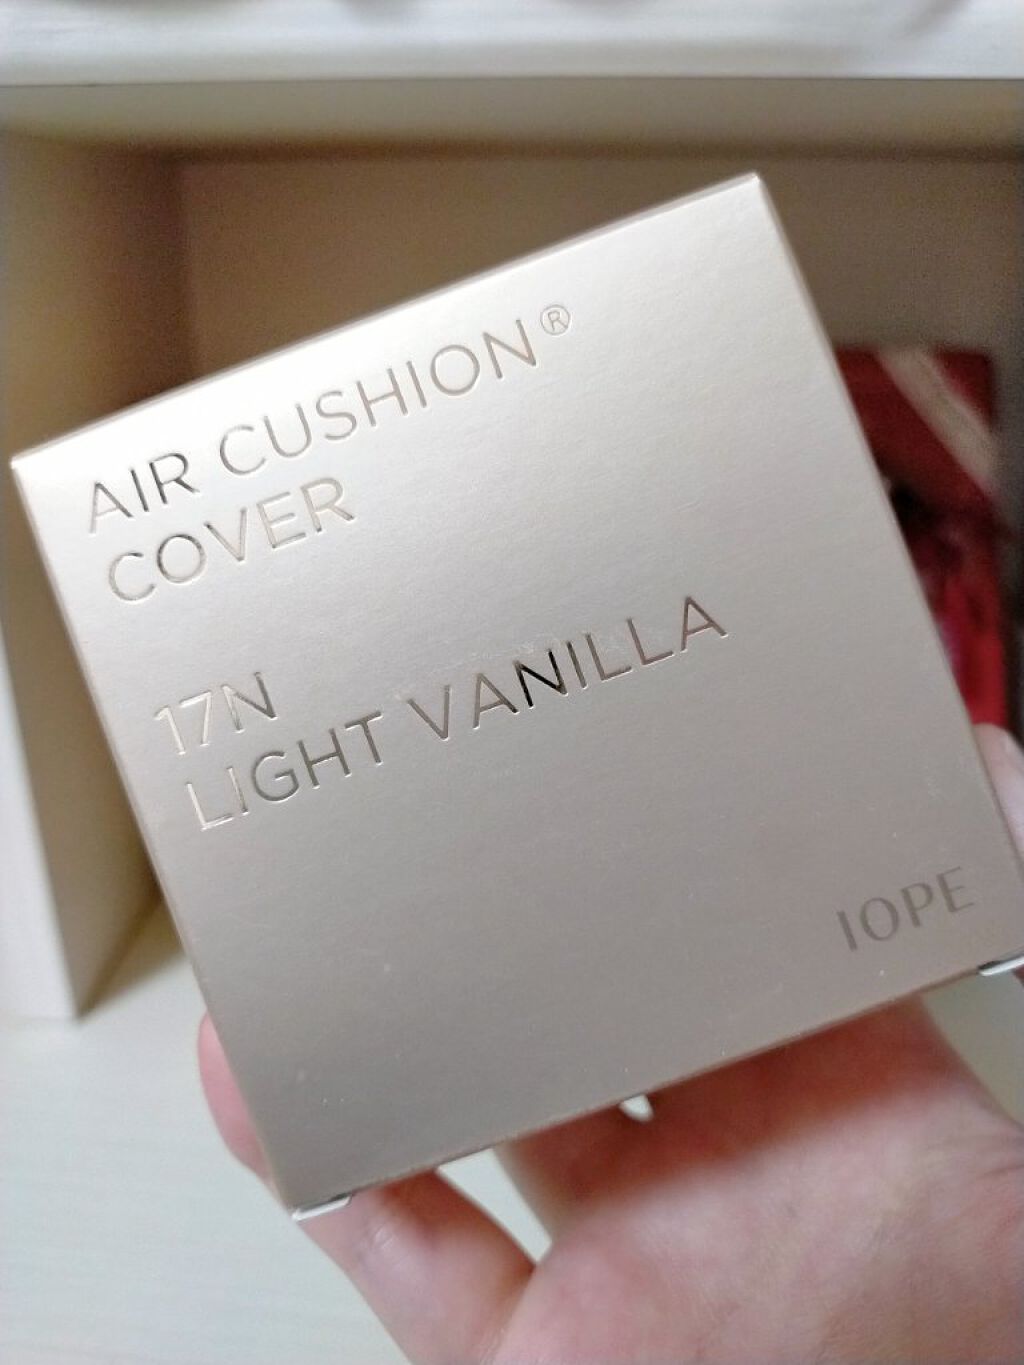 AIR CUSHION®
COVER
17N
LIGHT VANILLA
IOPE